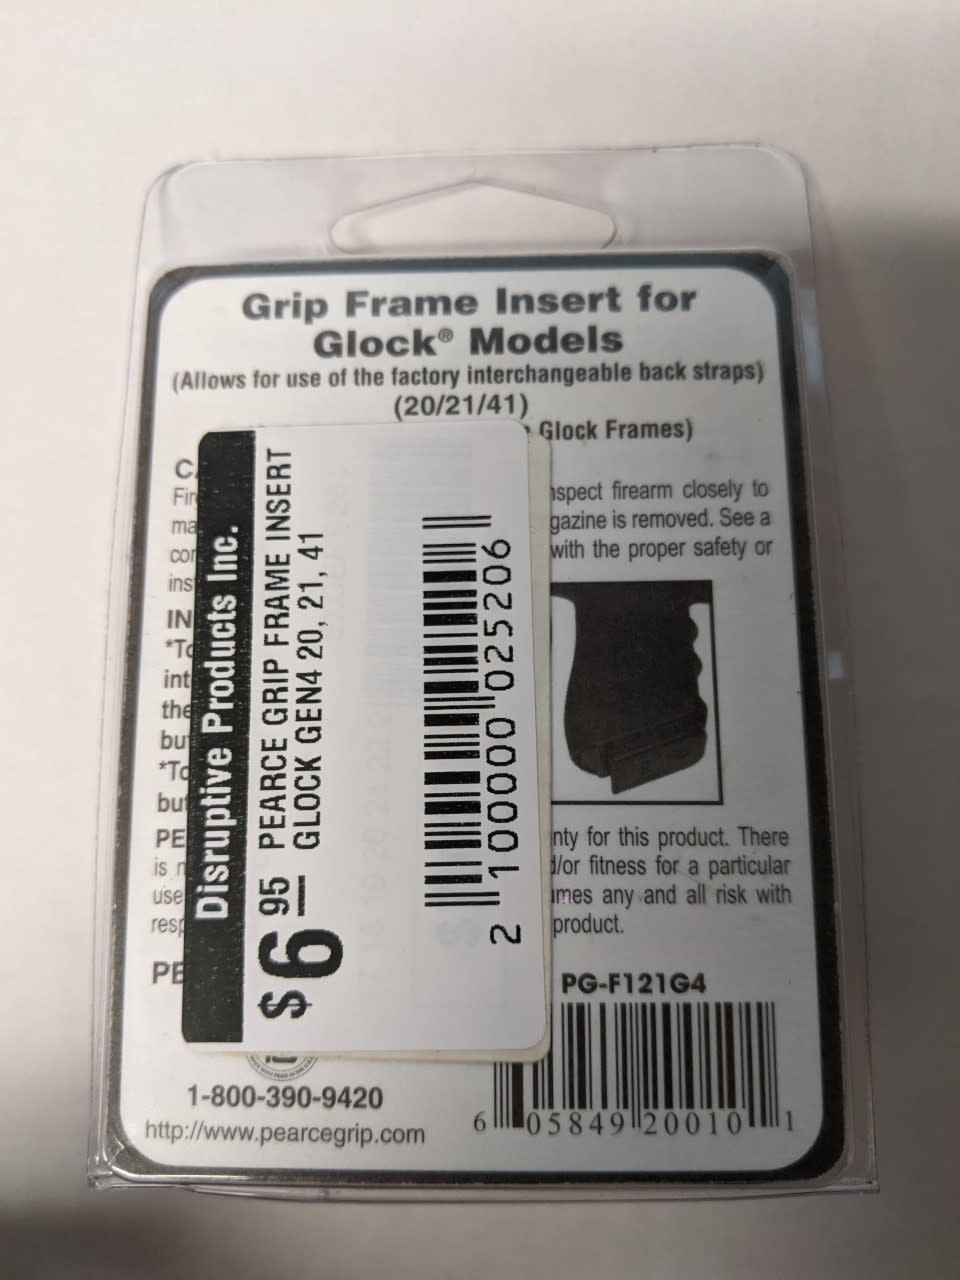 Grip Frame Insert for
Glock® Models
(Allows for use of the factory interchangeable back straps)
(20/21/41)
Glock Frames)
inspect firearm closely to
is removed. See a
with the proper safety or
nty for this product. There
d/or fitness for a particular
any and all risk with
product.
Disruptive Products Inc.
$6 95
PEARCE GRIP FRAME INSERT
GLOCK GEN4 20, 21, 41
2 100000 025206
PG-F121G4
6 05849 20010 1
1-800-390-9420
http://www.pearcegrip.com